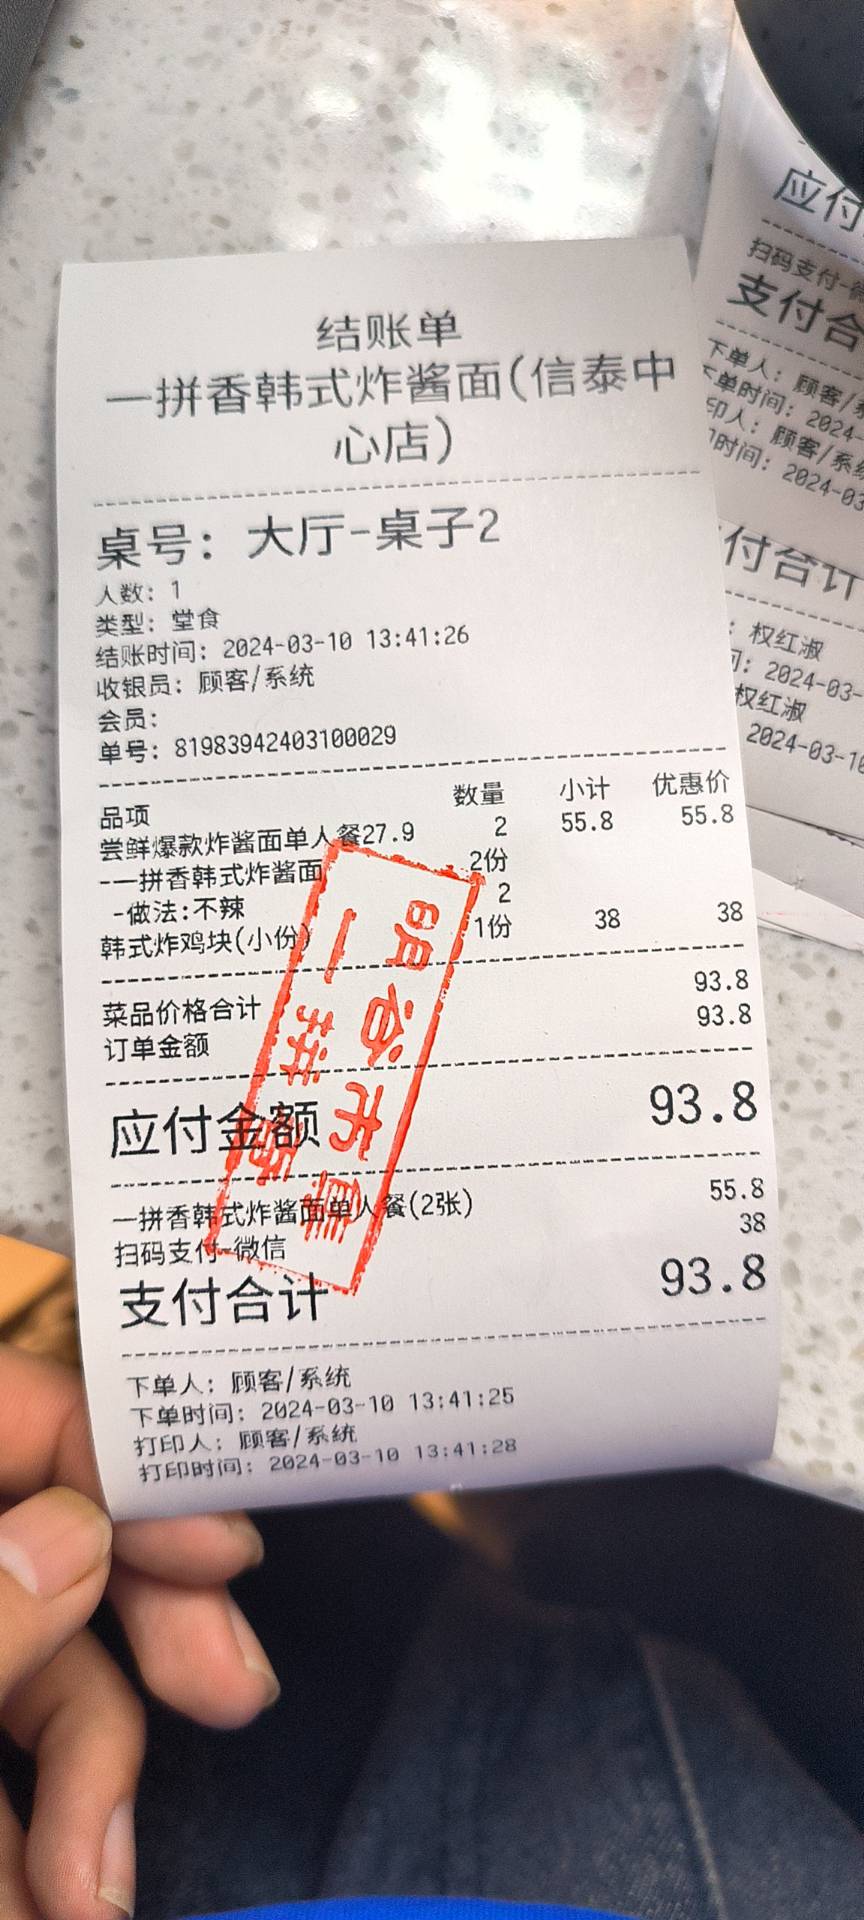 结账单
一拼香韩式炸酱面(信泰中
心店)
桌号: 大厅-桌子2
人数: 1
类型: 堂食
结账时间: 2024-03-10 13:41:26
收银员: 顾客/系统
会员:
单号: 81983942403100029
品项 数量 小计 优惠价
尝鲜爆款炸酱面单人餐27.9 2 55.8 55.8
-一拼香韩式炸酱面 2份
-做法:不辣 2
韩式炸鸡块(小份) 1份 38 38
菜品价格合计 93.8
订单金额 93.8
应付金额 93.8
一拼香韩式炸酱面单人餐(2张) 55.8
扫码支付-微信 38
支付合计 93.8
下单人: 顾客/系统
下单时间: 2024-03-10 13:41:25
打印人: 顾客/系统
打印时间: 2024-03-10 13:41:28
应付
扫码支付-
支付合
下单人: 顾客/
单时间: 2024-
印人: 顾客/系
时间: 2024-03
付合计
: 权红淑
: 2024-03-
权红淑
2024-03-10